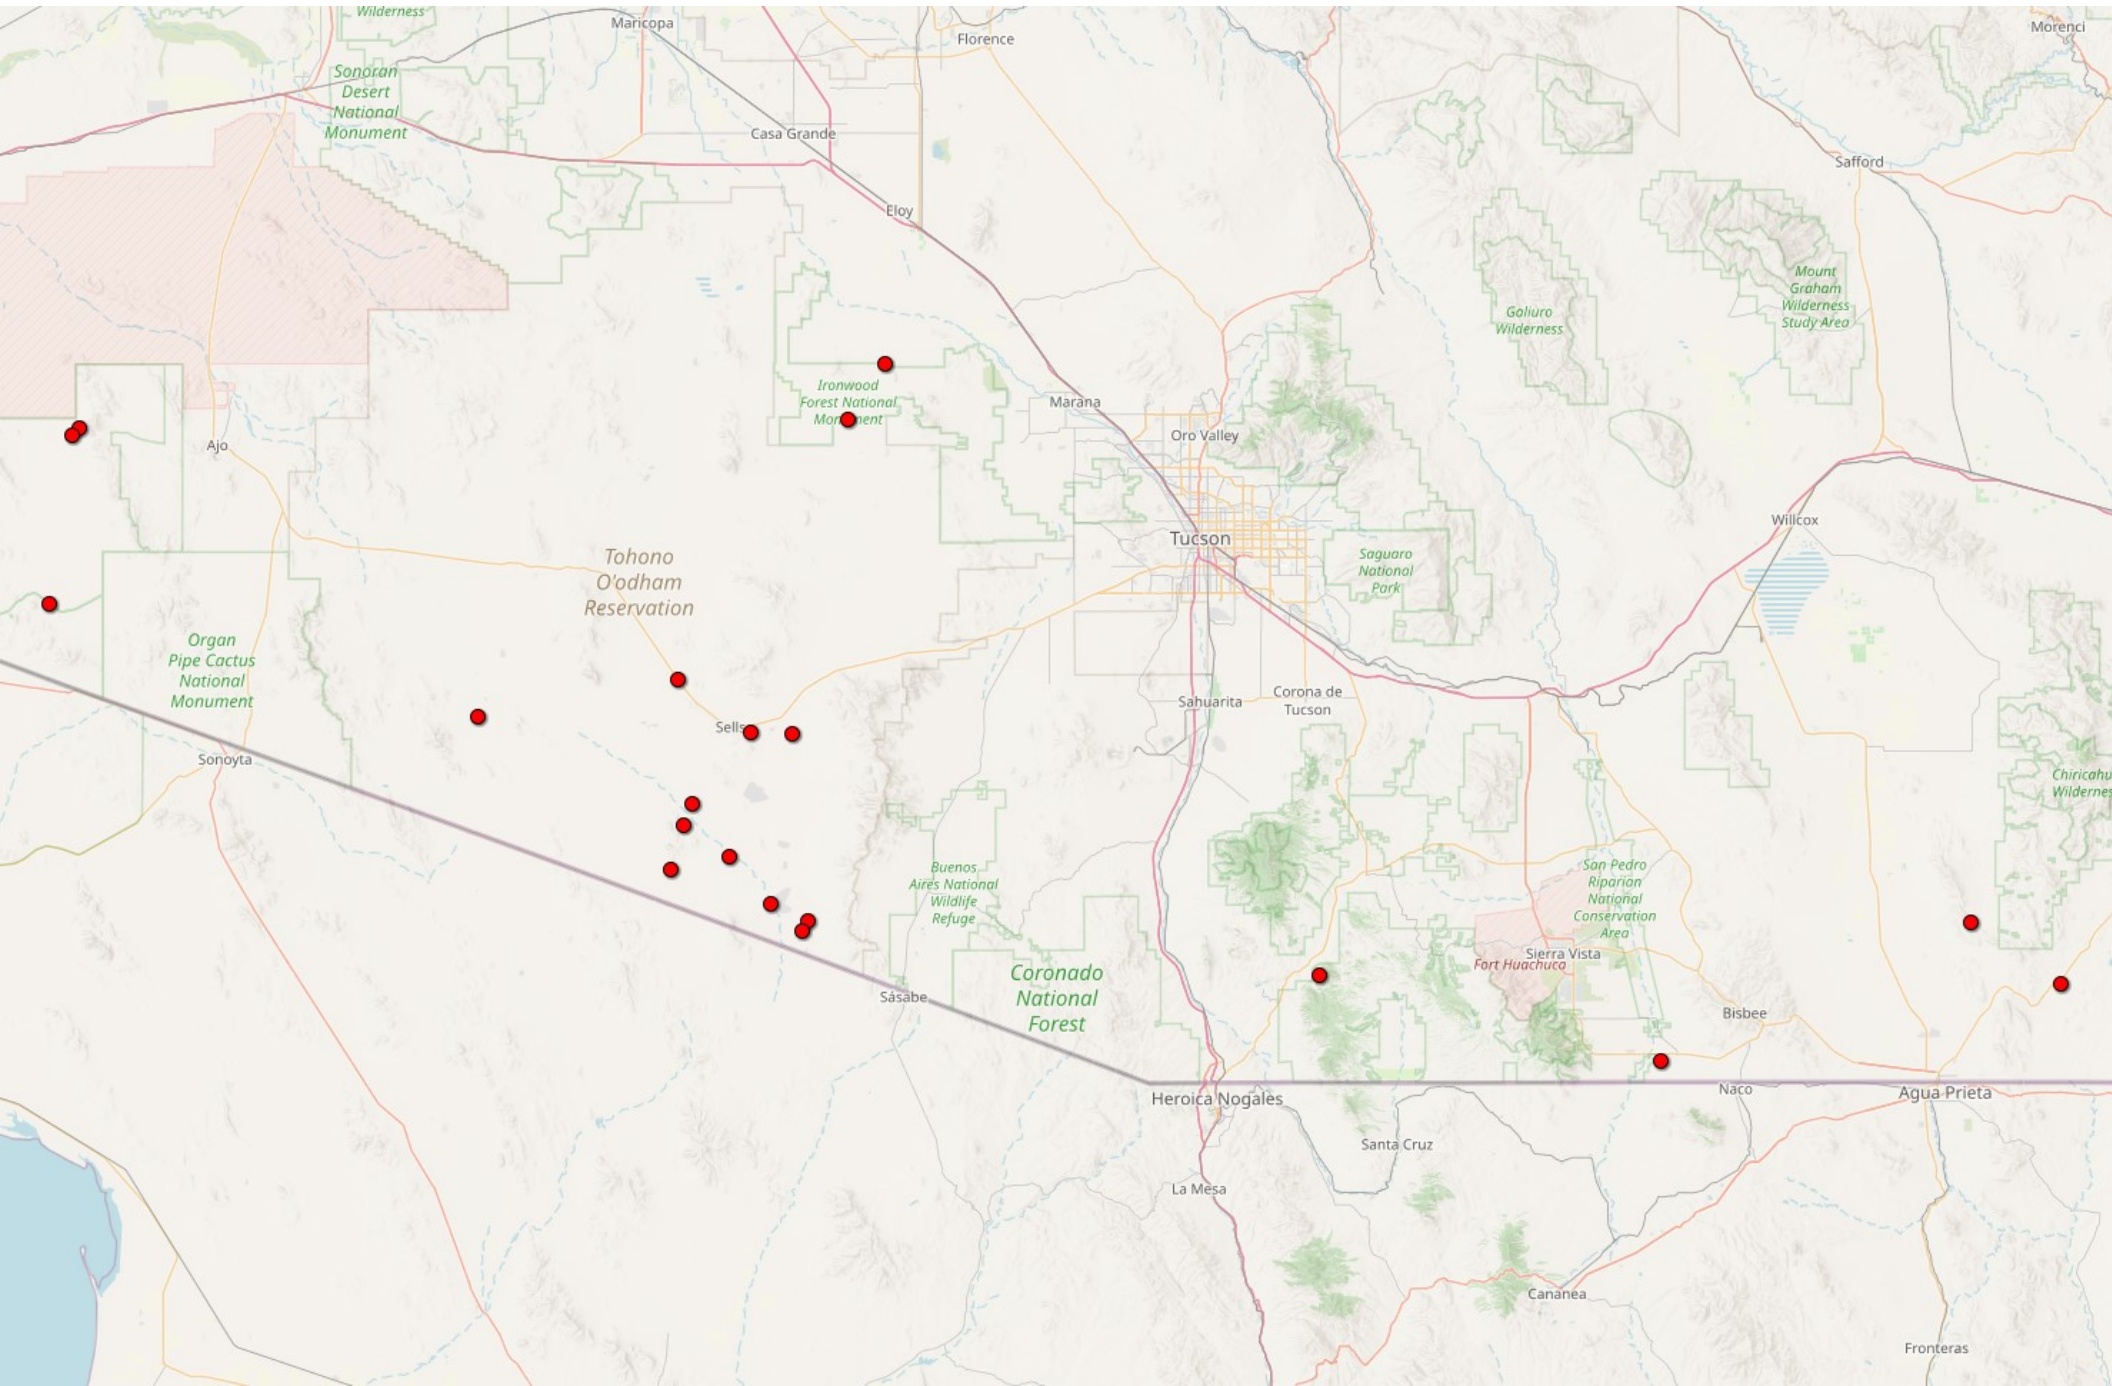 Wilderness
Maricopa
Florence
Morenci
Sonoran
Desert
National
Monument
Casa Grande
Safford
Eloy
Mount
Graham
Wilderness
Study Area
Galiuro
Wilderness
Ironwood
Forest National
Monument
Marana
Oro Valley
Ajo
Willcox
Tucson
Saguaro
National
Park
Tohono
O'odham
Reservation
Organ
Pipe Cactus
National
Monument
Sahuarita
Corona de
Tucson
Sells
Sonoyta
Chiricahu
Wildernes
Buenos
Aires National
Wildlife
Refuge
San Pedro
Riparian
National
Conservation
Area
Sierra Vista
Fort Huachuca
Coronado
National
Forest
Sásabe
Bisbee
Naco
Agua Prieta
Heroica Nogales
Santa Cruz
La Mesa
Cananea
Fronteras